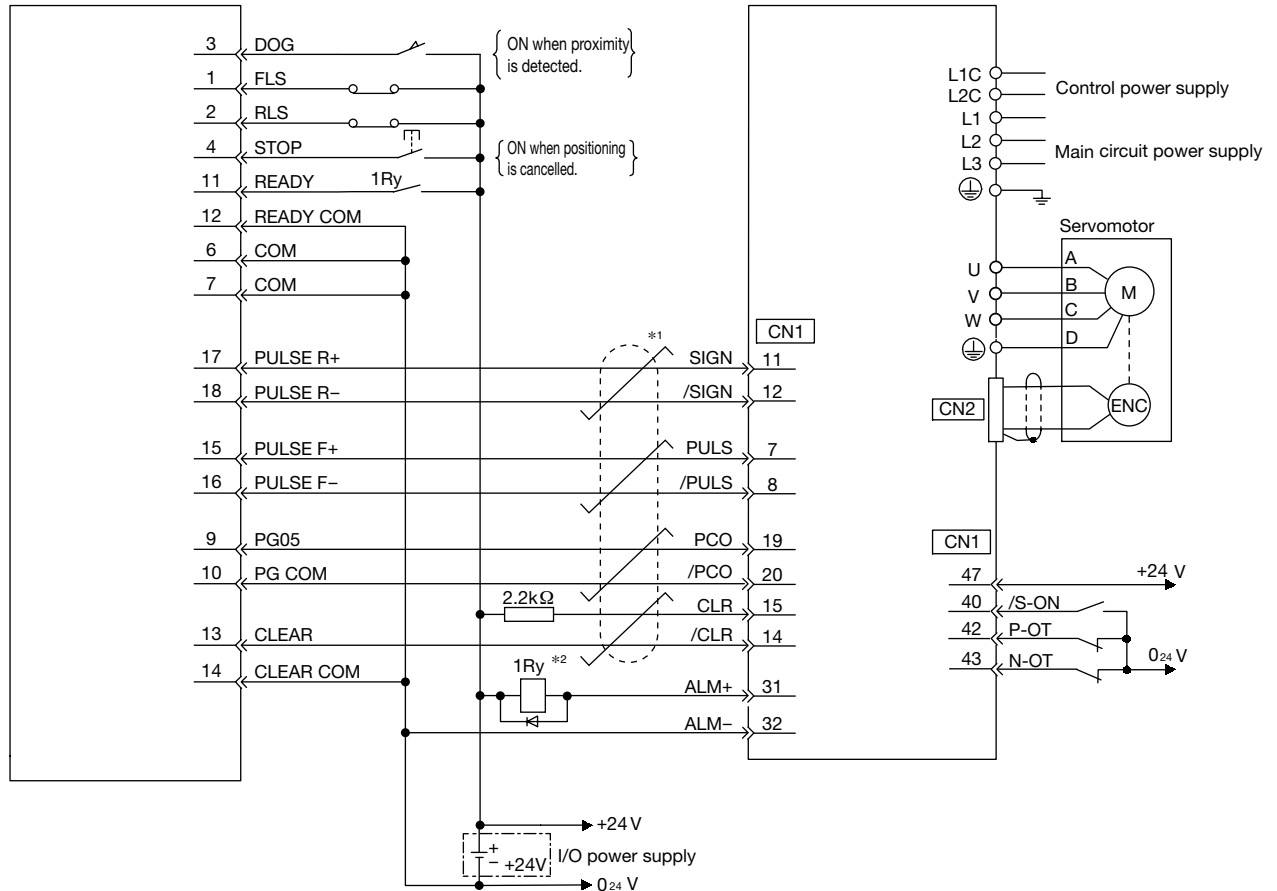 3 DOG
ON when proximity
is detected.
1 FLS
2 RLS
4 STOP
ON when positioning
is cancelled.
11 READY 1Ry
12 READY COM
6 COM
7 COM
17 PULSE R+
18 PULSE R−
15 PULSE F+
16 PULSE F−
9 PG05
10 PG COM
13 CLEAR
14 CLEAR COM
*1
CN1
SIGN 11
/SIGN 12
PULS 7
/PULS 8
PCO 19
/PCO 20
2.2kΩ
CLR 15
/CLR 14
1Ry *2
ALM+ 31
ALM− 32
+24 V
+
−
+24V
I/O power supply
0 24 V
L1C
L2C
Control power supply
L1
L2
L3
Main circuit power supply
Servomotor
U A
V B
W C
D
M
CN2
ENC
CN1
47 +24 V
40 /S-ON
42 P-OT
43 N-OT
0 24 V